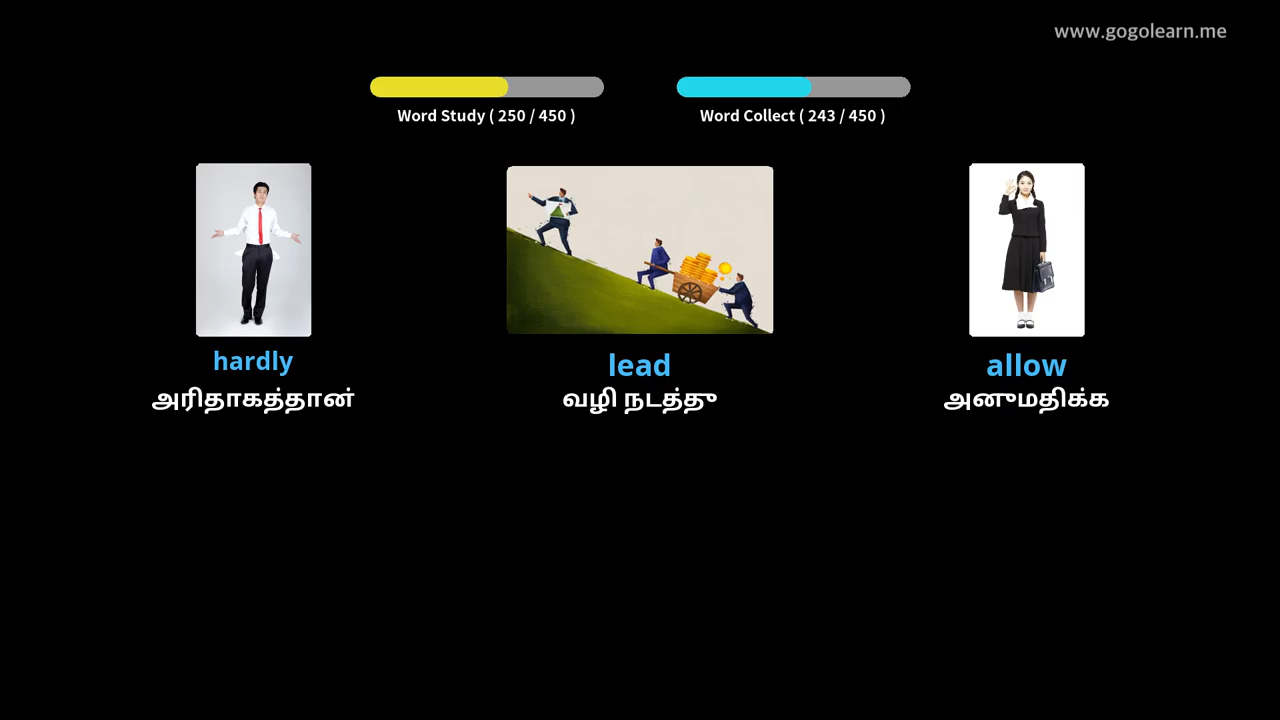 www.gogolearn.me
Word Study ( 250 / 450 )
Word Collect ( 243 / 450 )
hardly
அரிதாகத்தான்
lead
வழி நடத்து
allow
அனுமதிக்க